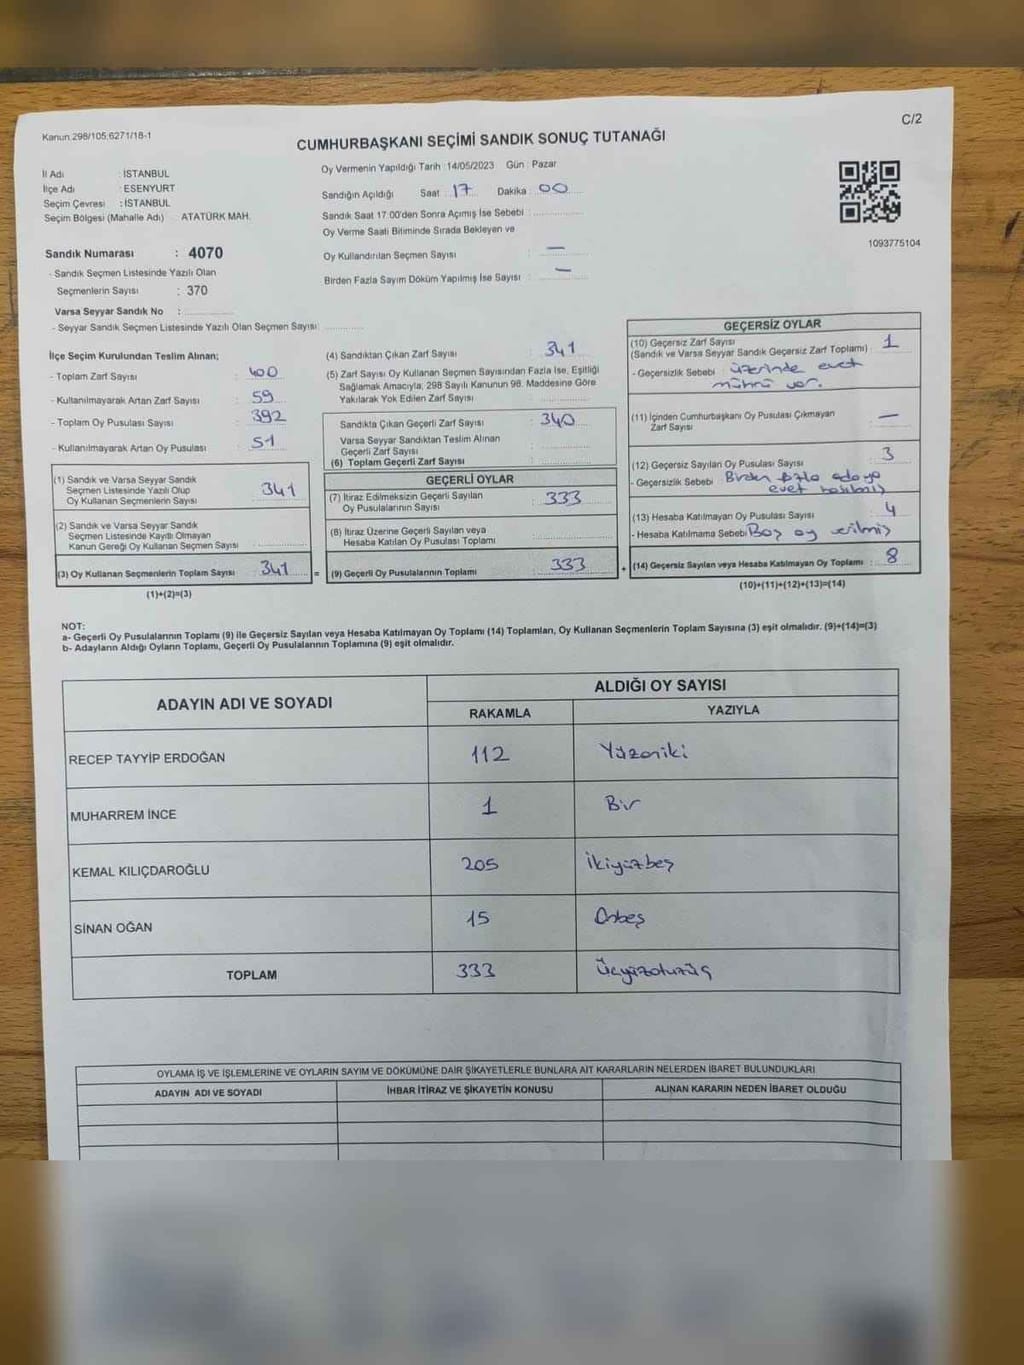 Kanun.298/105,6271/18-1
C/2
CUMHURBAŞKANI SEÇİMİ SANDIK SONUÇ TUTANAĞI
İl Adı : İSTANBUL
İlçe Adı : ESENYURT
Seçim Çevresi : İSTANBUL
Seçim Bölgesi (Mahalle Adı) ATATÜRK MAH.
Oy Vermenin Yapıldığı Tarih :14/05/2023 Gün : Pazar
Sandığın Açıldığı Saat : 17 Dakika : 00
Sandık Saat 17:00'den Sonra Açımış İse Sebebi :
Oy Verme Saati Bitiminde Sırada Bekleyen ve
Oy Kullandırılan Seçmen Sayısı : —
Birden Fazla Sayım Döküm Yapılmış İse Sayısı : —
1093775104
Sandık Numarası : 4070
- Sandık Seçmen Listesinde Yazılı Olan
Seçmenlerin Sayısı : 370
Varsa Seyyar Sandık No :
- Seyyar Sandık Seçmen Listesinde Yazılı Olan Seçmen Sayısı:
İlçe Seçim Kurulundan Teslim Alınan;
- Toplam Zarf Sayısı : 400
- Kullanılmayarak Artan Zarf Sayısı : 59
- Toplam Oy Pusulası Sayısı : 392
- Kullanılmayarak Artan Oy Pusulası : 51
(1) Sandık ve Varsa Seyyar Sandık
Seçmen Listesinde Yazılı Olup
Oy Kullanan Seçmenlerin Sayısı : 341
(2) Sandık ve Varsa Seyyar Sandık
Seçmen Listesinde Kayıtlı Olmayan
Kanun Gereği Oy Kullanan Seçmen Sayısı :
(3) Oy Kullanan Seçmenlerin Toplam Sayısı : 341 =
(1)+(2)=(3)
(4) Sandıktan Çıkan Zarf Sayısı : 341
(5) Zarf Sayısı Oy Kullanan Seçmen Sayısından Fazla İse, Eşitliği
Sağlamak Amacıyla, 298 Sayılı Kanunun 98. Maddesine Göre
Yakılarak Yok Edilen Zarf Sayısı :
Sandıkta Çıkan Geçerli Zarf Sayısı : 340
Varsa Seyyar Sandıktan Teslim Alınan
Geçerli Zarf Sayısı :
(6) Toplam Geçerli Zarf Sayısı :
GEÇERLİ OYLAR
(7) İtiraz Edilmeksizin Geçerli Sayılan
Oy Pusulalarının Sayısı : 333
(8) İtiraz Üzerine Geçerli Sayılan veya
Hesaba Katılan Oy Pusulası Toplamı :
(9) Geçerli Oy Pusulalarının Toplamı : 333 +
GEÇERSİZ OYLAR
(10) Geçersiz Zarf Sayısı : 1
(Sandık ve Varsa Seyyar Sandık Geçersiz Zarf Toplamı)
- Geçersizlik Sebebi : üzerinde evet
mührü var.
(11) İçinden Cumhurbaşkanı Oy Pusulası Çıkmayan
Zarf Sayısı : —
(12) Geçersiz Sayılan Oy Pusulası Sayısı : 3
- Geçersizlik Sebebi : Birden fazla adaya
evet basılmış
(13) Hesaba Katılmayan Oy Pusulası Sayısı : 4
- Hesaba Katılmama Sebebi: Boş oy verilmiş
(14) Geçersiz Sayılan veya Hesaba Katılmayan Oy Toplamı : 8
(10)+(11)+(12)+(13)=(14)
NOT:
a- Geçerli Oy Pusulalarının Toplamı (9) ile Geçersiz Sayılan veya Hesaba Katılmayan Oy Toplamı (14) Toplamları, Oy Kullanan Seçmenlerin Toplam Sayısına (3) eşit olmalıdır. (9)+(14)=(3)
b- Adayların Aldığı Oyların Toplamı, Geçerli Oy Pusulalarının Toplamına (9) eşit olmalıdır.
ADAYIN ADI VE SOYADI
ALDIĞI OY SAYISI
RAKAMLA YAZIYLA
RECEP TAYYİP ERDOĞAN 112 Yüzoniki
MUHARREM İNCE 1 Bir
KEMAL KILIÇDAROĞLU 205 İkiyüzbeş
SİNAN OĞAN 15 Onbeş
TOPLAM 333 Üçyüzotuzüç
OYLAMA İŞ VE İŞLEMLERİNE VE OYLARIN SAYIM VE DÖKÜMÜNE DAİR ŞİKAYETLERLE BUNLARA AİT KARARLARIN NELERDEN İBARET BULUNDUKLARI
ADAYIN ADI VE SOYADI İHBAR İTİRAZ VE ŞİKAYETİN KONUSU ALINAN KARARIN NEDEN İBARET OLDUĞU